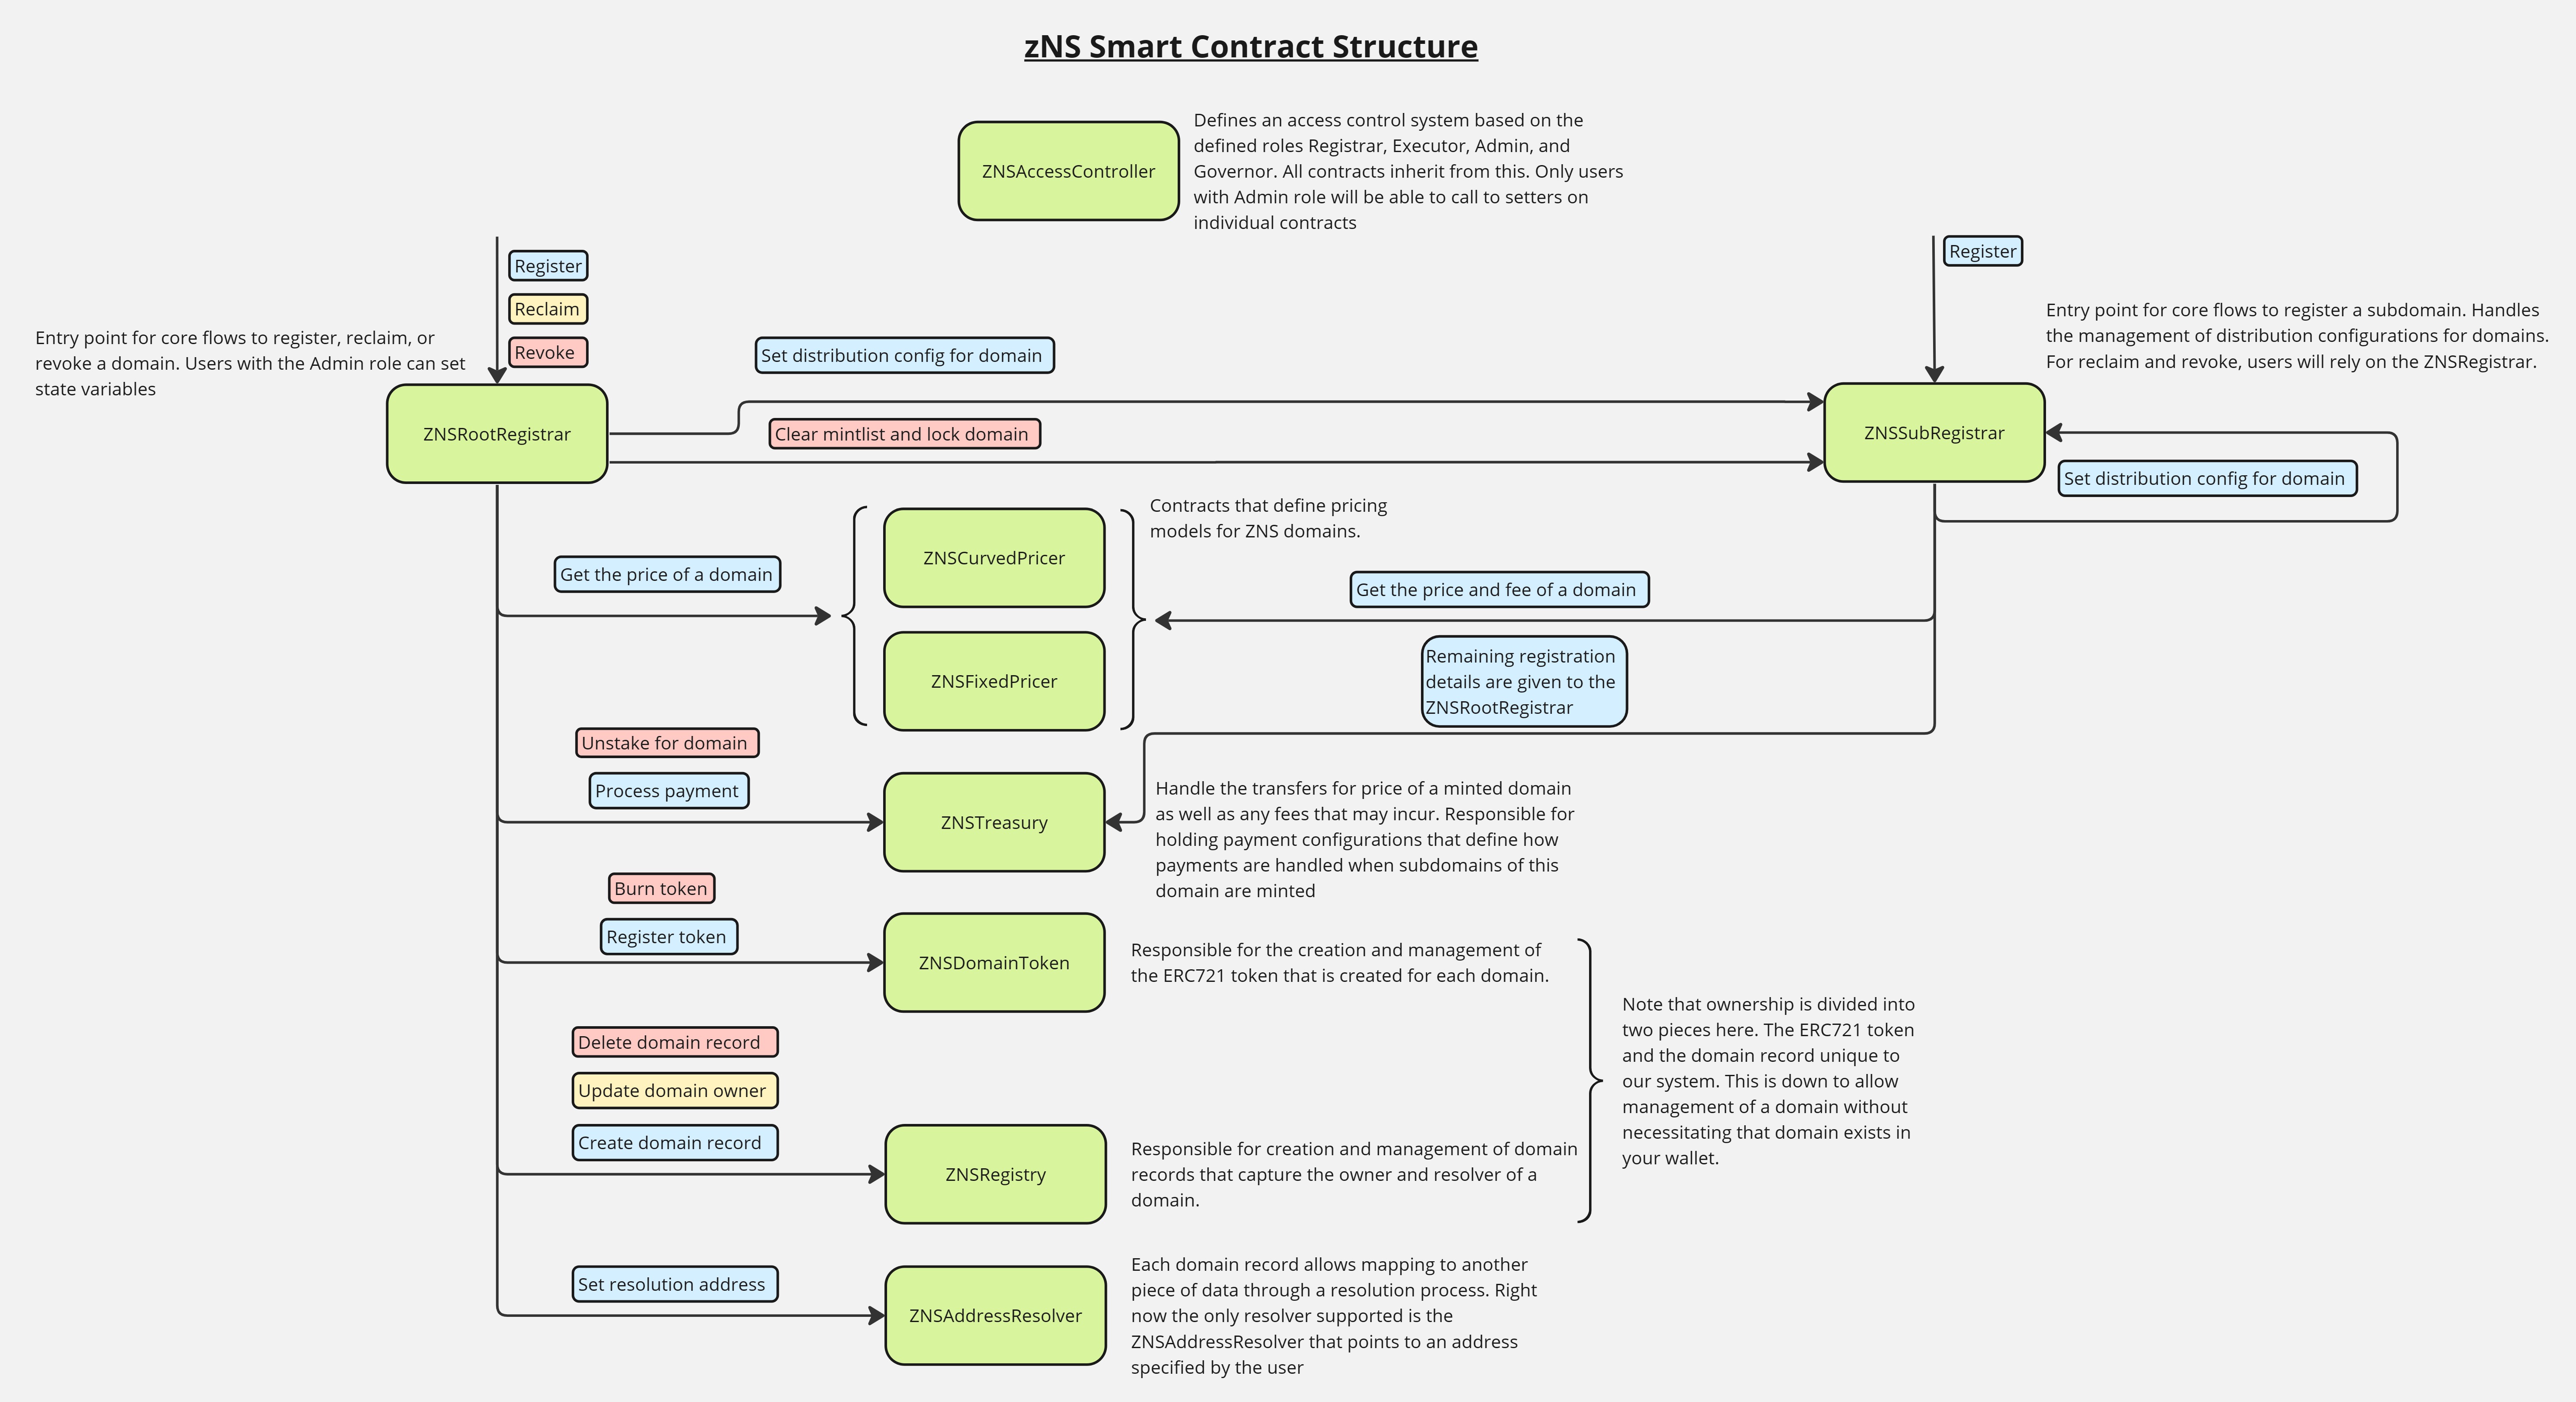 zNS Smart Contract Structure
ZNSAccessController
Defines an access control system based on the
defined roles Registrar, Executor, Admin, and
Governor. All contracts inherit from this. Only users
with Admin role will be able to call to setters on
individual contracts
Register
Reclaim
Revoke
Entry point for core flows to register, reclaim, or
revoke a domain. Users with the Admin role can set
state variables
ZNSRootRegistrar
Set distribution config for domain
Clear mintlist and lock domain
Register
Entry point for core flows to register a subdomain. Handles
the management of distribution configurations for domains.
For reclaim and revoke, users will rely on the ZNSRegistrar.
ZNSSubRegistrar
Set distribution config for domain
Get the price of a domain
ZNSCurvedPricer
ZNSFixedPricer
Contracts that define pricing
models for ZNS domains.
Get the price and fee of a domain
Remaining registration
details are given to the
ZNSRootRegistrar
Unstake for domain
Process payment
ZNSTreasury
Handle the transfers for price of a minted domain
as well as any fees that may incur. Responsible for
holding payment configurations that define how
payments are handled when subdomains of this
domain are minted
Burn token
Register token
ZNSDomainToken
Responsible for the creation and management of
the ERC721 token that is created for each domain.
Delete domain record
Update domain owner
Create domain record
ZNSRegistry
Responsible for creation and management of domain
records that capture the owner and resolver of a
domain.
Note that ownership is divided into
two pieces here. The ERC721 token
and the domain record unique to
our system. This is down to allow
management of a domain without
necessitating that domain exists in
your wallet.
Set resolution address
ZNSAddressResolver
Each domain record allows mapping to another
piece of data through a resolution process. Right
now the only resolver supported is the
ZNSAddressResolver that points to an address
specified by the user